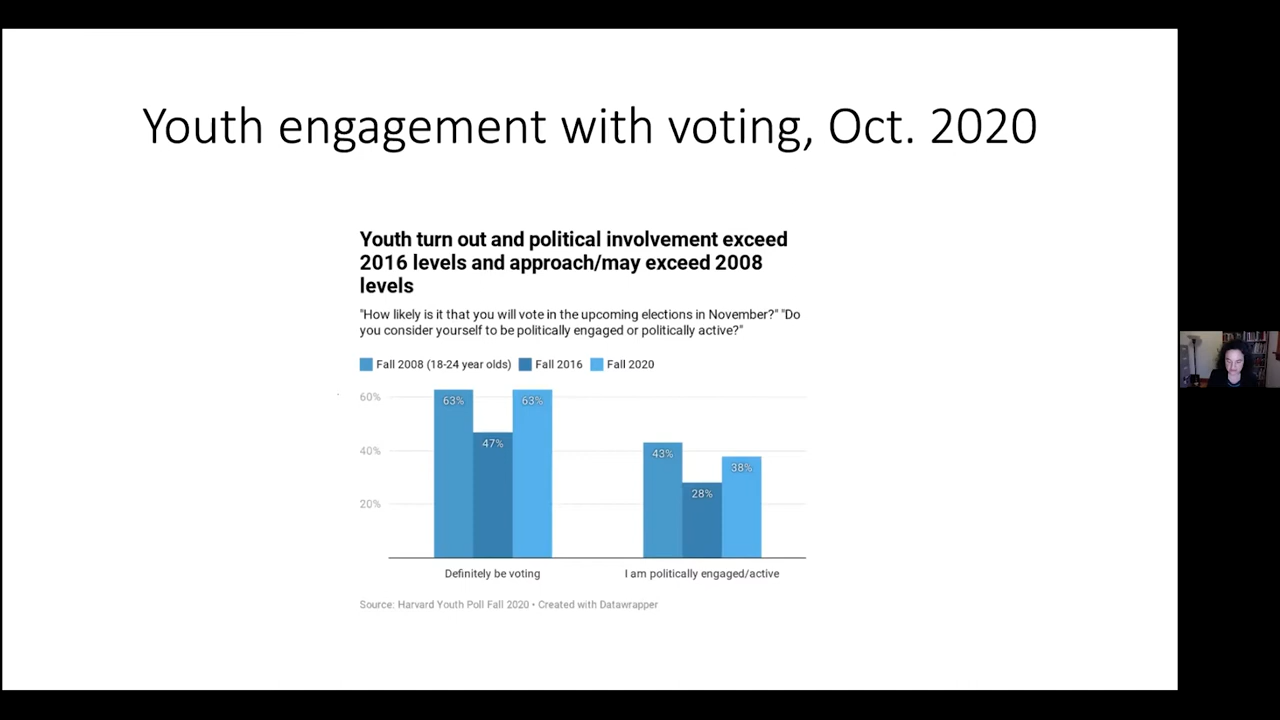 Youth engagement with voting, Oct. 2020
Youth turn out and political involvement exceed
2016 levels and approach/may exceed 2008
levels
"How likely is it that you will vote in the upcoming elections in November?" "Do
you consider yourself to be politically engaged or politically active?"
Fall 2008 (18-24 year olds) Fall 2016 Fall 2020
60%
40%
20%
63%
47%
63%
43%
28%
38%
Definitely be voting
I am politically engaged/active
Source: Harvard Youth Poll Fall 2020 • Created with Datawrapper